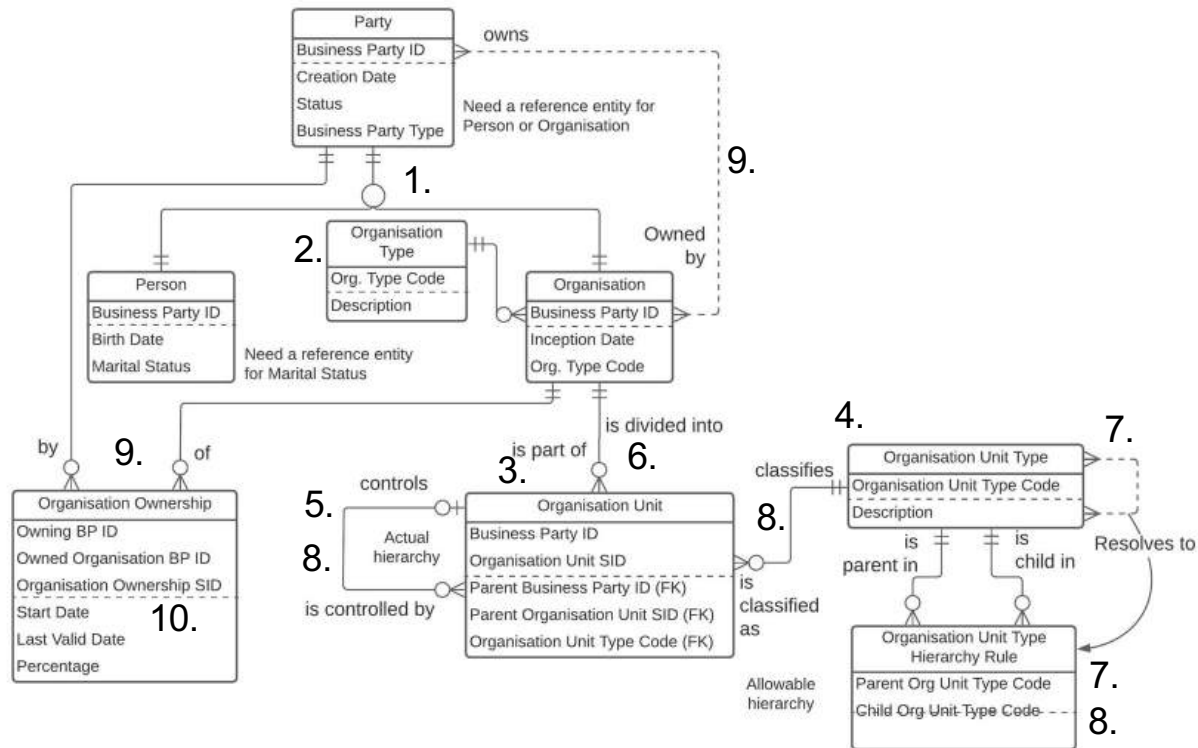 Party
Business Party ID
Creation Date
Status
Business Party Type
owns
Need a reference entity for
Person or Organisation
9.
1.
2.
Organisation
Type
Org. Type Code
Description
Owned
by
Person
Business Party ID
Birth Date
Marital Status
Need a reference entity
for Marital Status
Organisation
Business Party ID
Inception Date
Org. Type Code
by
9.
of
is divided into
is part of
6.
3.
4.
7.
Organisation Ownership
Owning BP ID
Owned Organisation BP ID
Organisation Ownership SID
Start Date
10.
Last Valid Date
Percentage
controls
5.
Actual
hierarchy
8.
is controlled by
Organisation Unit
Business Party ID
Organisation Unit SID
Parent Business Party ID (FK)
Parent Organisation Unit SID (FK)
Organisation Unit Type Code (FK)
classifies
8.
is
classified
as
Organisation Unit Type
Organisation Unit Type Code
Description
is
parent in
is
child in
Resolves to
Organisation Unit Type
Hierarchy Rule
Parent Org Unit Type Code
Child Org Unit Type Code
Allowable
hierarchy
7.
8.